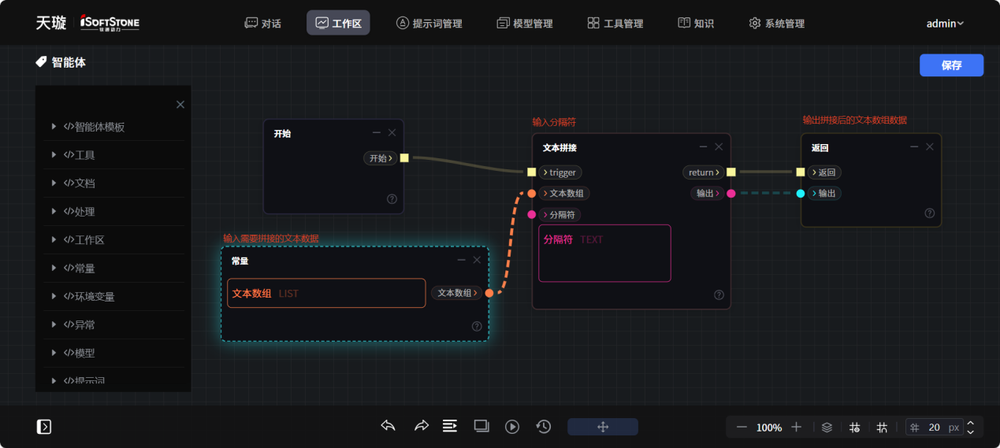 天璇 iSoftStone 软通动力 对话 工作区 提示词管理 模型管理 工具管理 知识 系统管理 admin
智能体 保存
</>智能体模板
</>工具
</>文档
</>处理
</>工作区
</>常量
</>环境变量
</>异常
</>模型
</>提示词
开始
开始
输入需要拼接的文本数据
常量
文本数组 LIST 文本数组
输入分隔符
文本拼接
trigger return
文本数组 输出
分隔符
分隔符 TEXT
输出拼接后的文本数组数据
返回
返回
输出
100% 20 px